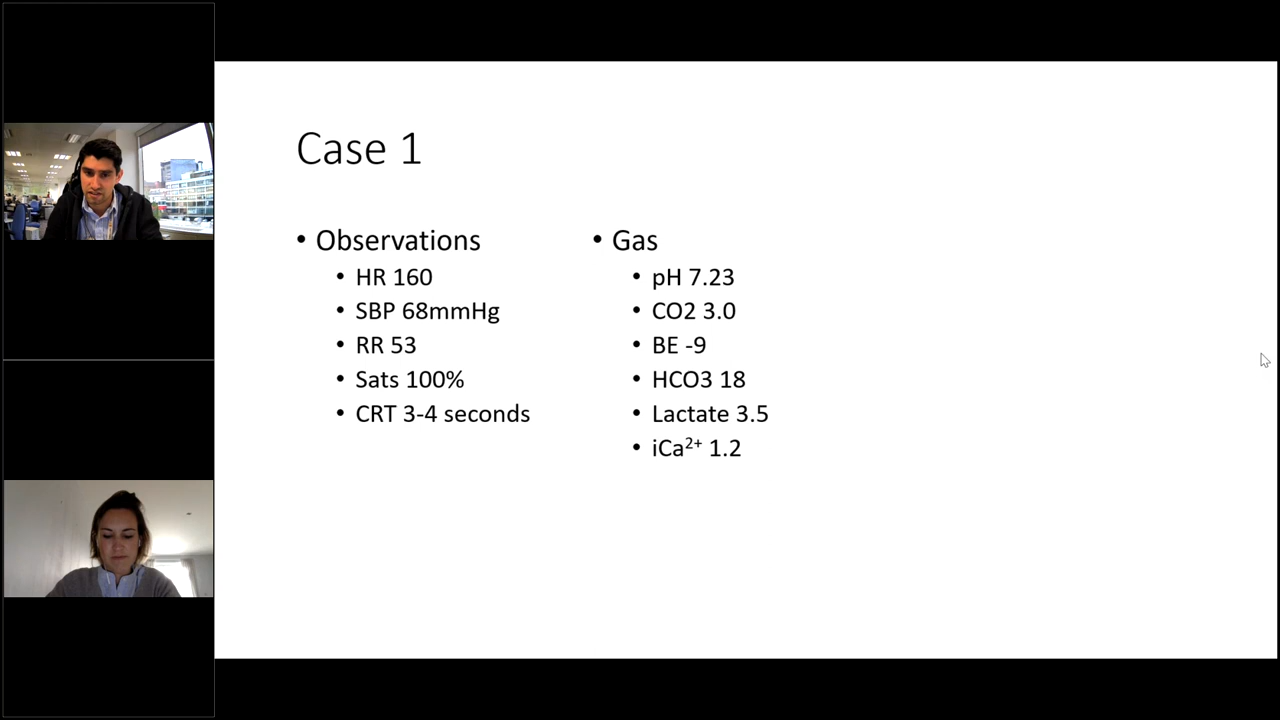 Case 1
• Observations
• HR 160
• SBP 68mmHg
• RR 53
• Sats 100%
• CRT 3-4 seconds
• Gas
• pH 7.23
• CO2 3.0
• BE -9
• HCO3 18
• Lactate 3.5
• iCa²⁺ 1.2